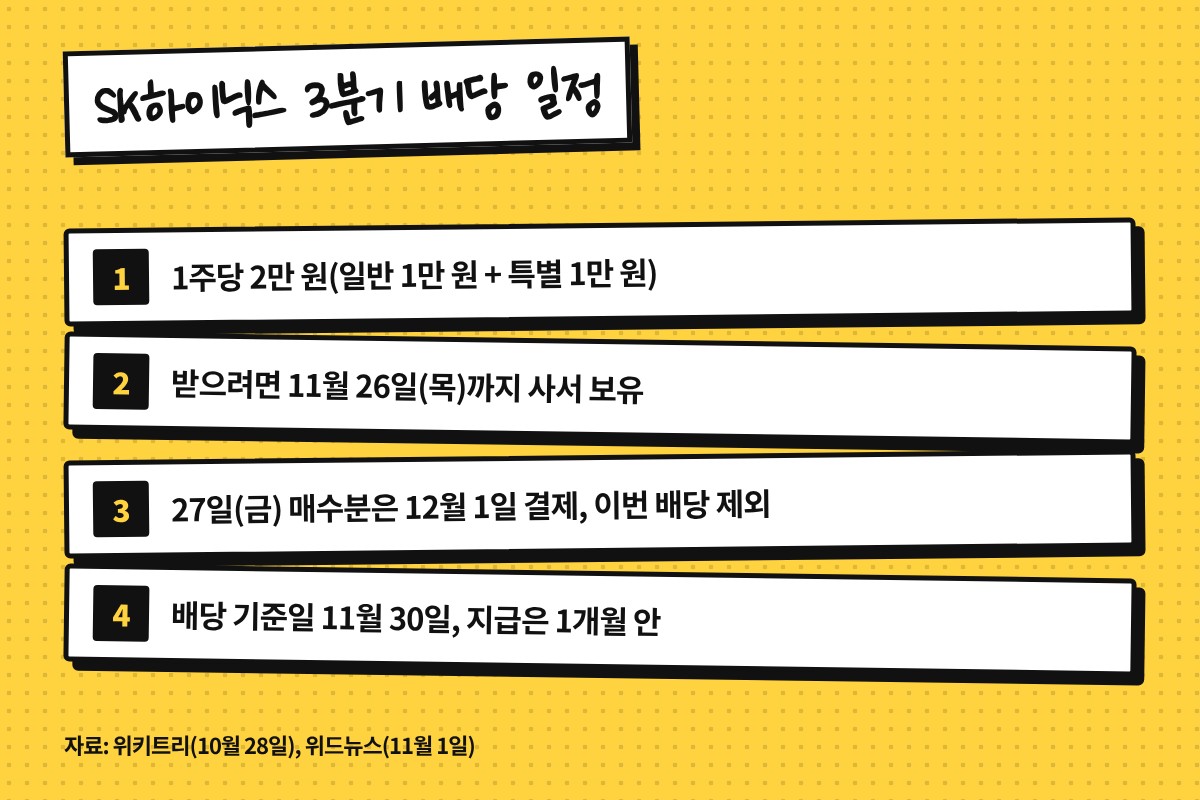 SK하이닉스 3분기 배당 일정
1
1주당 2만 원(일반 1만 원 + 특별 1만 원)
2
받으려면 11월 26일(목)까지 사서 보유
3
27일(금) 매수분은 12월 1일 결제, 이번 배당 제외
4
배당 기준일 11월 30일, 지급은 1개월 안
자료: 위키트리(10월 28일), 위드뉴스(11월 1일)